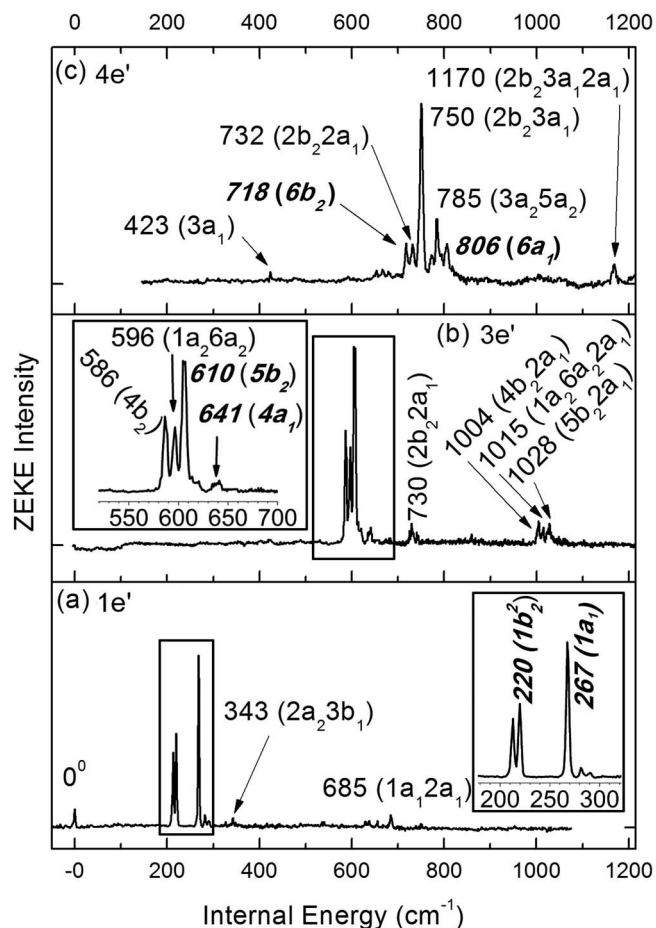 0 200 400 600 800 1000 1200
(c) 4e'
1170 (2b₂3a₁2a₁)
750 (2b₂3a₁)
732 (2b₂2a₁)
718 (6b₂)
785 (3a₂5a₂)
423 (3a₁)
806 (6a₁)
(b) 3e'
596 (1a₂6a₂)
586 (4b₂)
610 (5b₂)
641 (4a₁)
550 600 650 700
730 (2b₂2a₁)
1004 (4b₂2a₁)
1015 (1a₂6a₂2a₁)
1028 (5b₂2a₁)
ZEKE Intensity
(a) 1e'
220 (1b₂²)
267 (1a₁)
180 220 260 300
343 (2a₂3b₁)
0⁰
685 (1a₁2a₁)
-0 200 400 600 800 1000 1200
Internal Energy (cm⁻¹)